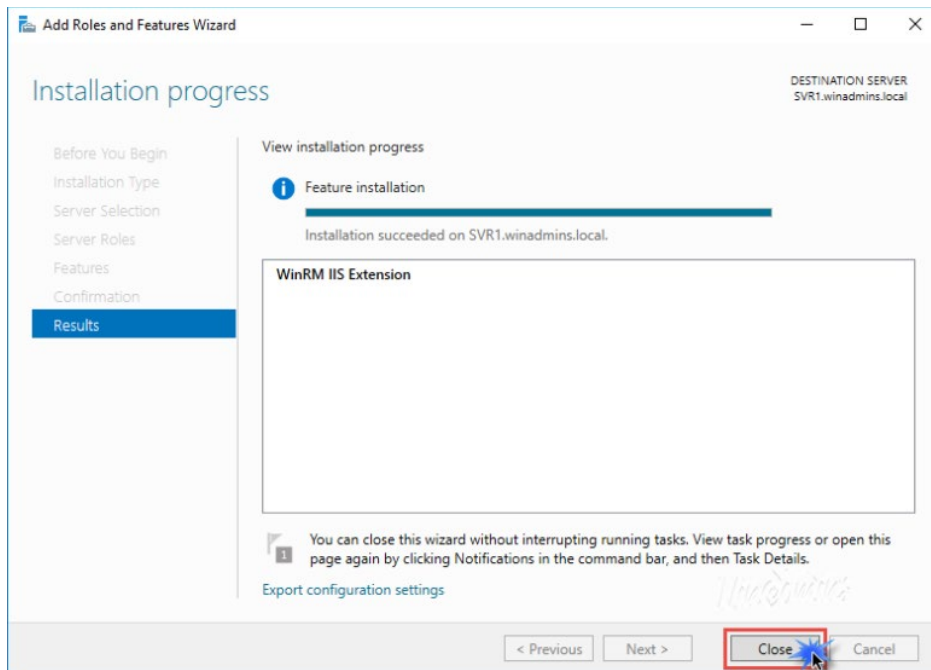 Add Roles and Features Wizard
Installation progress
DESTINATION SERVER
SVR1.winadmins.local
Before You Begin
Installation Type
Server Selection
Server Roles
Features
Confirmation
Results
View installation progress
Feature installation
Installation succeeded on SVR1.winadmins.local.
WinRM IIS Extension
1
You can close this wizard without interrupting running tasks. View task progress or open this
page again by clicking Notifications in the command bar, and then Task Details.
Export configuration settings
< Previous
Next >
Close
Cancel